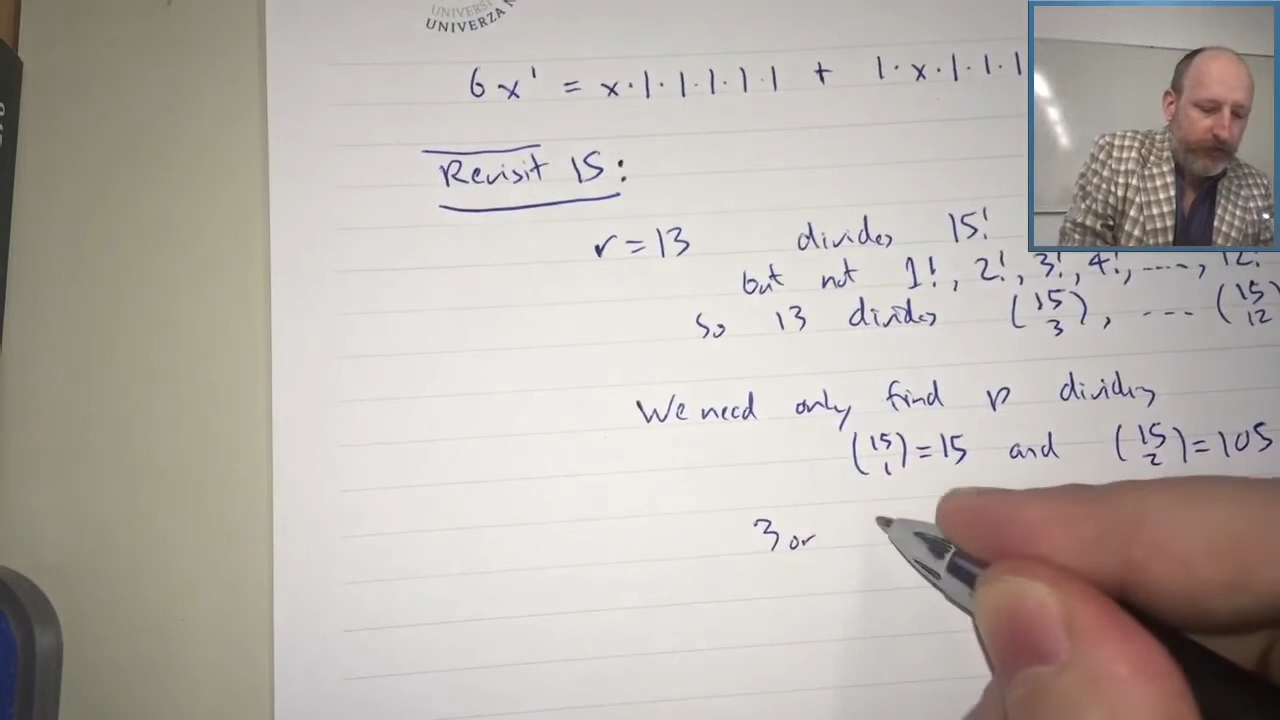 UNIVERS
UNIVERZA
6x¹ = x·1·1·1·1·1 + 1·x·1·1·1
Revisit 15:
r = 13 divides 15!
but not 1!, 2!, 3!, 4!, ...., 12!
so 13 divides (15 3), ... (15 12)
We need only find p dividing
(15 1) = 15 and (15 2) = 105
3 or